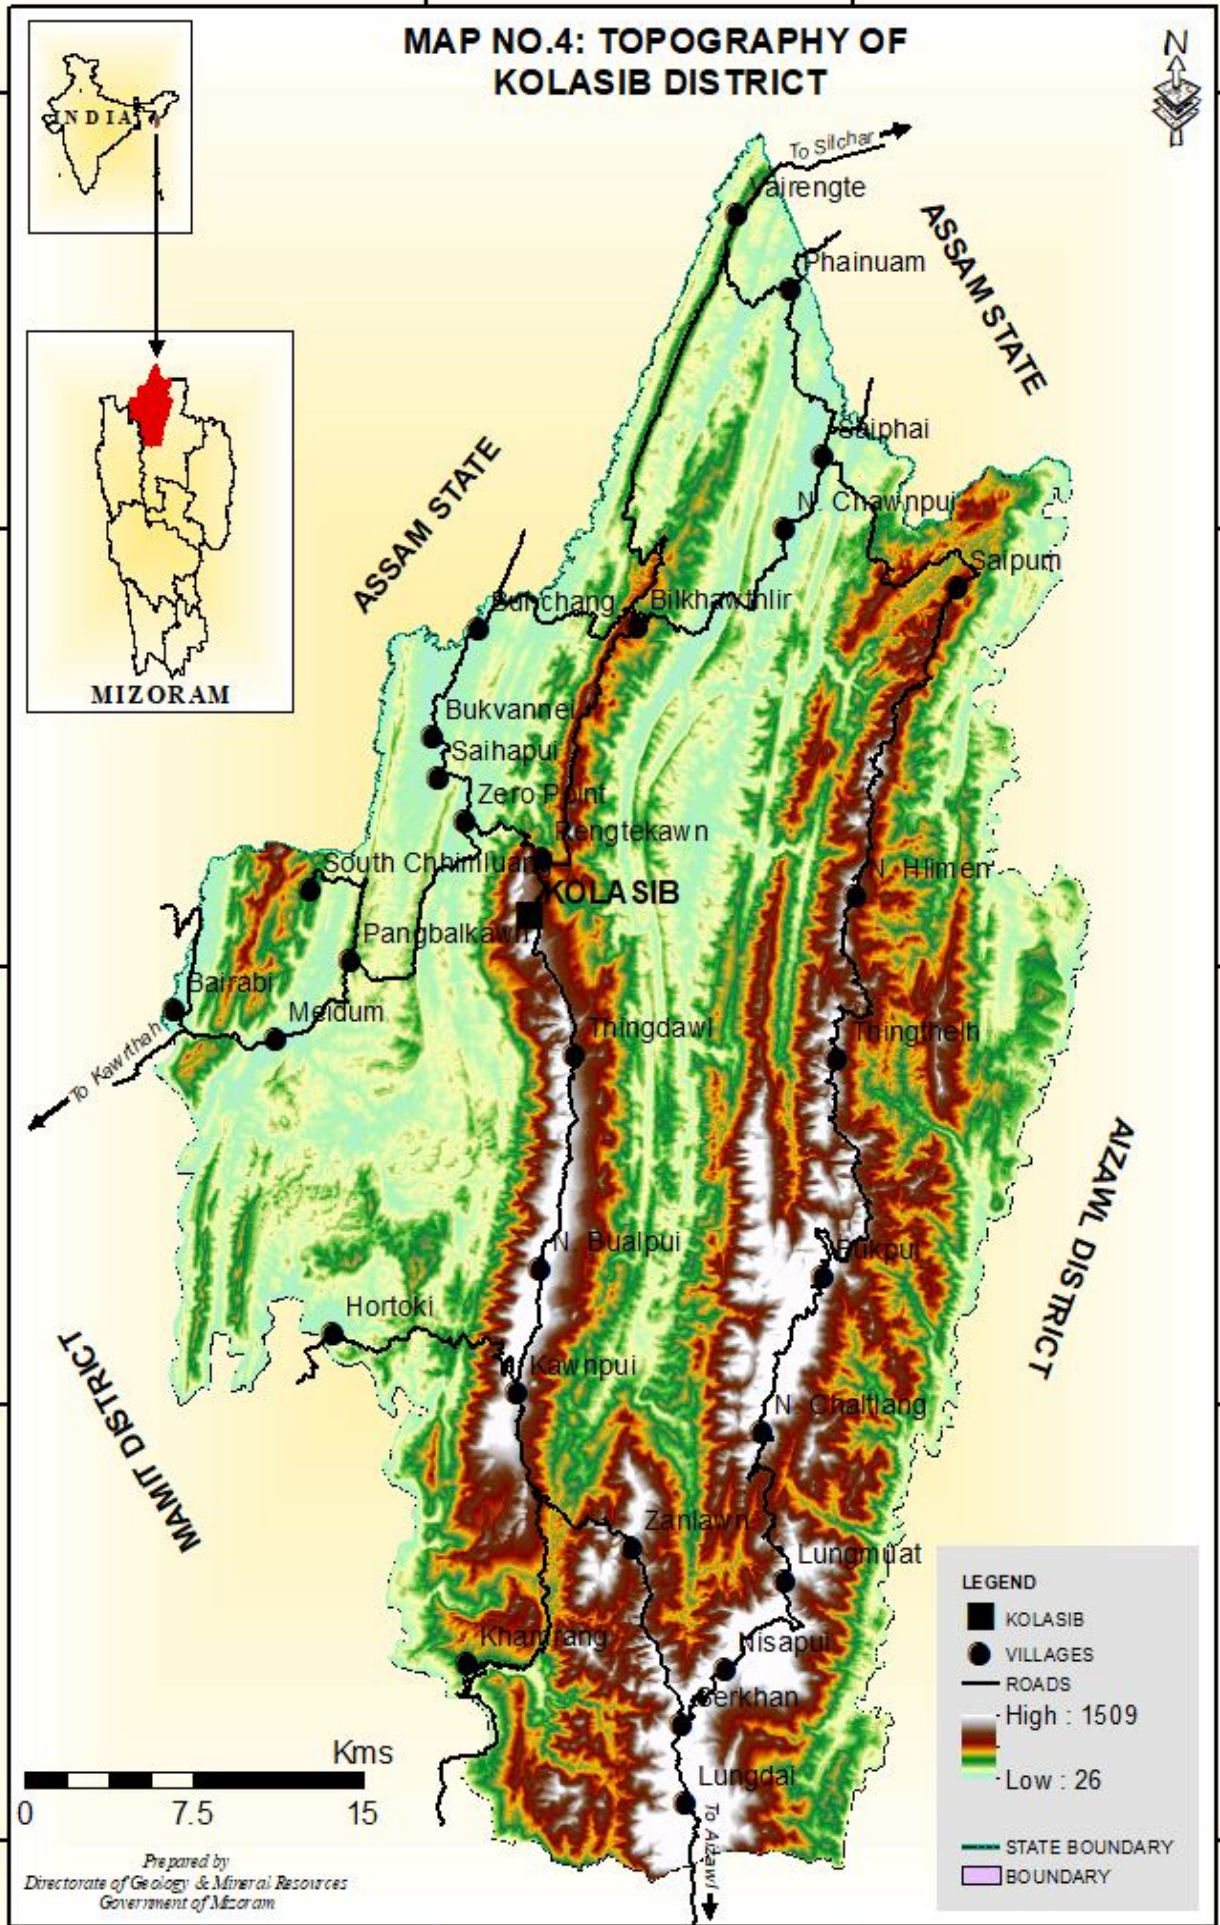 MAP NO.4: TOPOGRAPHY OF
KOLASIB DISTRICT
N
INDIA
MIZORAM
To Silchar
Vairengte
Phainuam
ASSAM STATE
Saiphai
N. Chawnpui
Saipum
ASSAM STATE
Bunchang
Bilkhawthlir
Bukvannei
Saihapui
Zero Point
Rengtekawn
South Chhimluang
N. Hlimen
KOLASIB
Pangbalkawn
Bairabi
Meidum
To Kawrthah
Thingdawl
Thingthelh
AIZAWL DISTRICT
N. Bualpui
Bukpui
Hortoki
Kawnpui
MAMIT DISTRICT
N. Chaltlang
Zanlawn
Lungmuat
Khamrang
Nisapui
Serkhan
Lungdai
To Aizawl
LEGEND
KOLASIB
VILLAGES
ROADS
High : 1509
Low : 26
STATE BOUNDARY
BOUNDARY
Kms
0 7.5 15
Prepared by
Directorate of Geology & Mineral Resources
Government of Mizoram